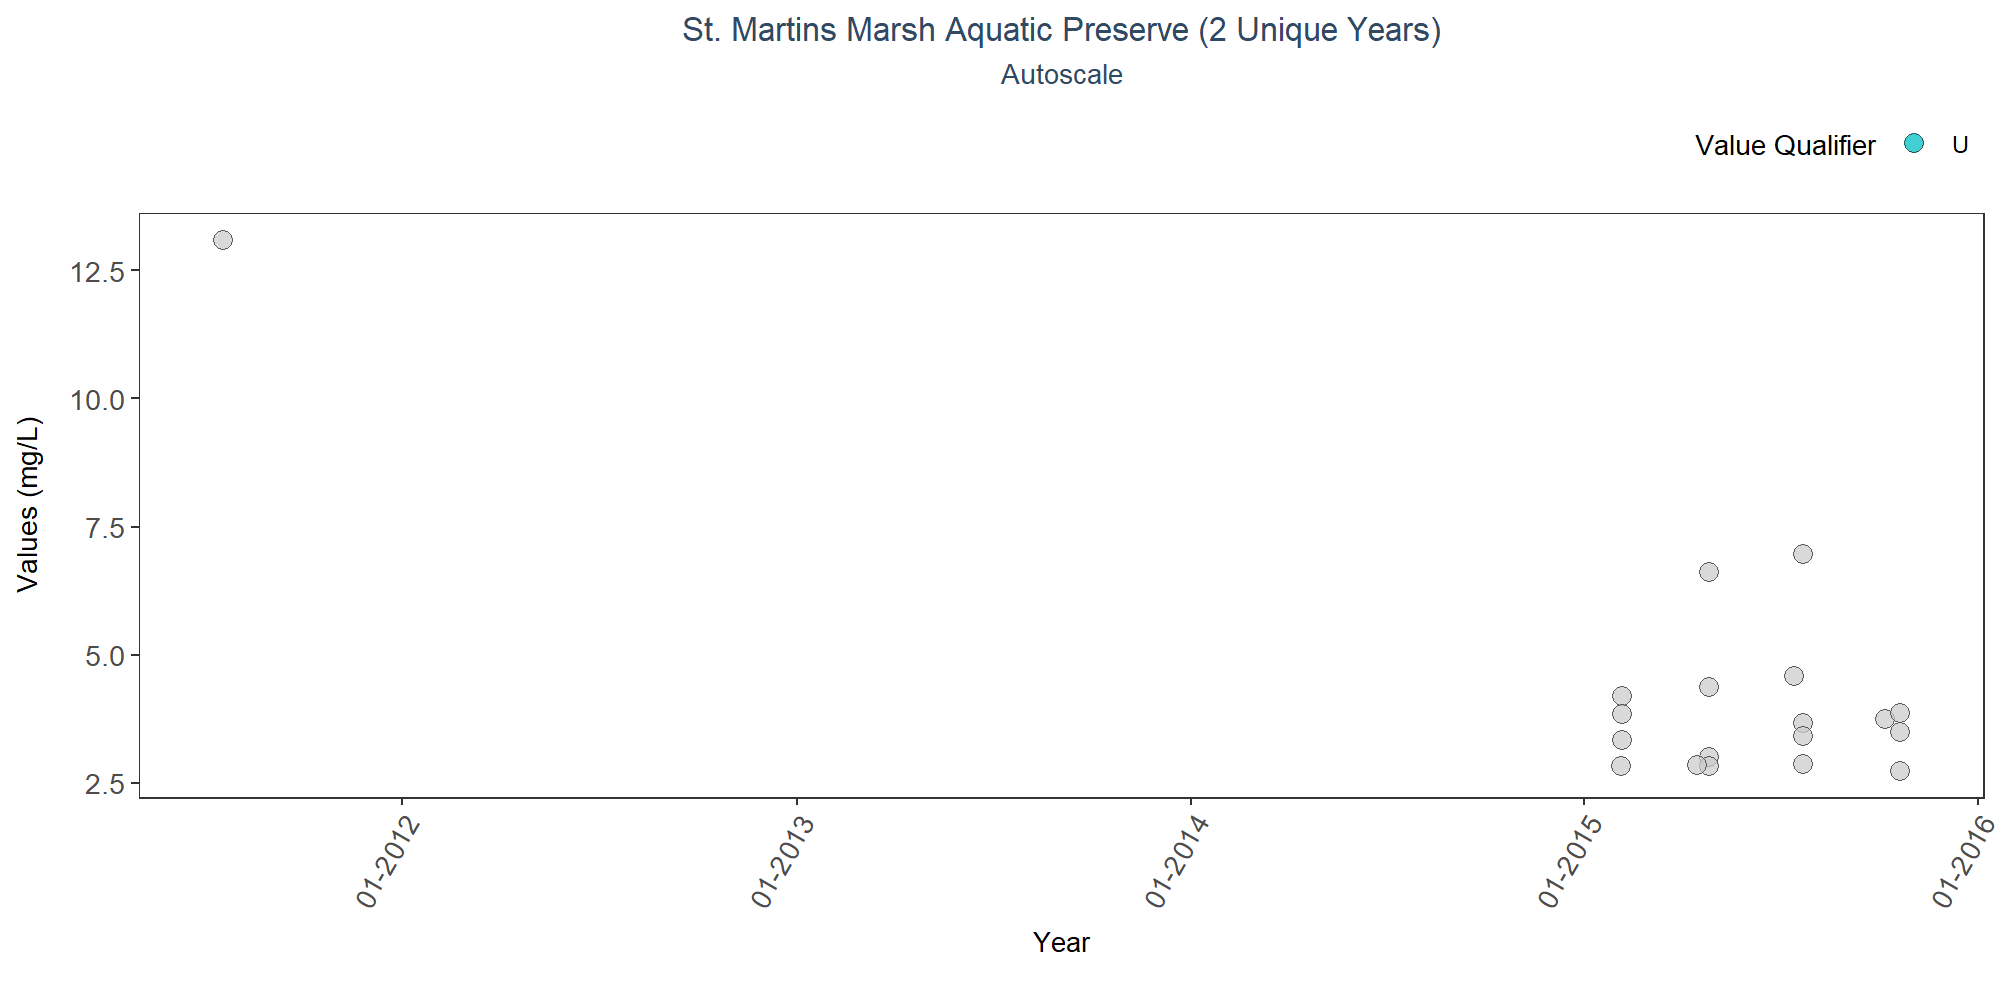 St. Martins Marsh Aquatic Preserve (2 Unique Years)
Autoscale
Value Qualifier U
12.5
10.0
7.5
5.0
2.5
Values (mg/L)
01-2012
01-2013
01-2014
01-2015
01-2016
Year